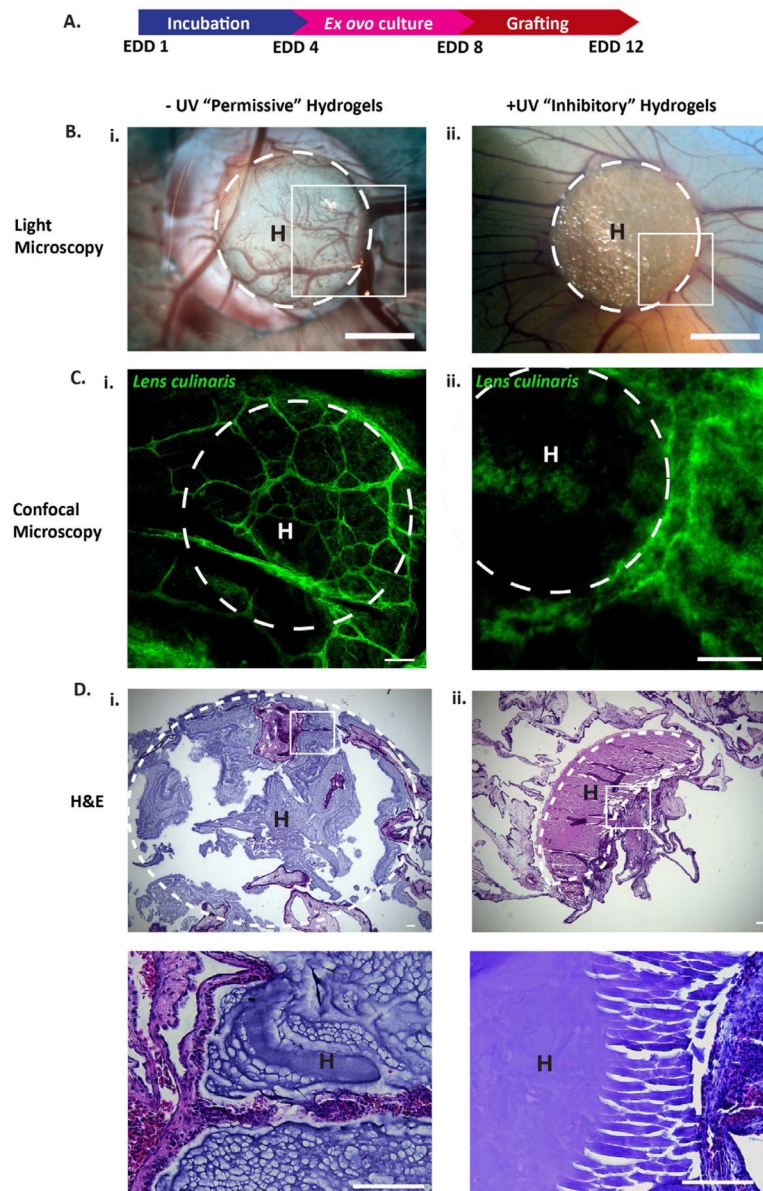 A.
Incubation Ex ovo culture Grafting
EDD 1 EDD 4 EDD 8 EDD 12
- UV “Permissive” Hydrogels +UV “Inhibitory” Hydrogels
B. i. ii.
H H
Light
Microscopy
C. i. ii.
Lens culinaris Lens culinaris
H H
Confocal
Microscopy
D. i. ii.
H&E
H H
H H